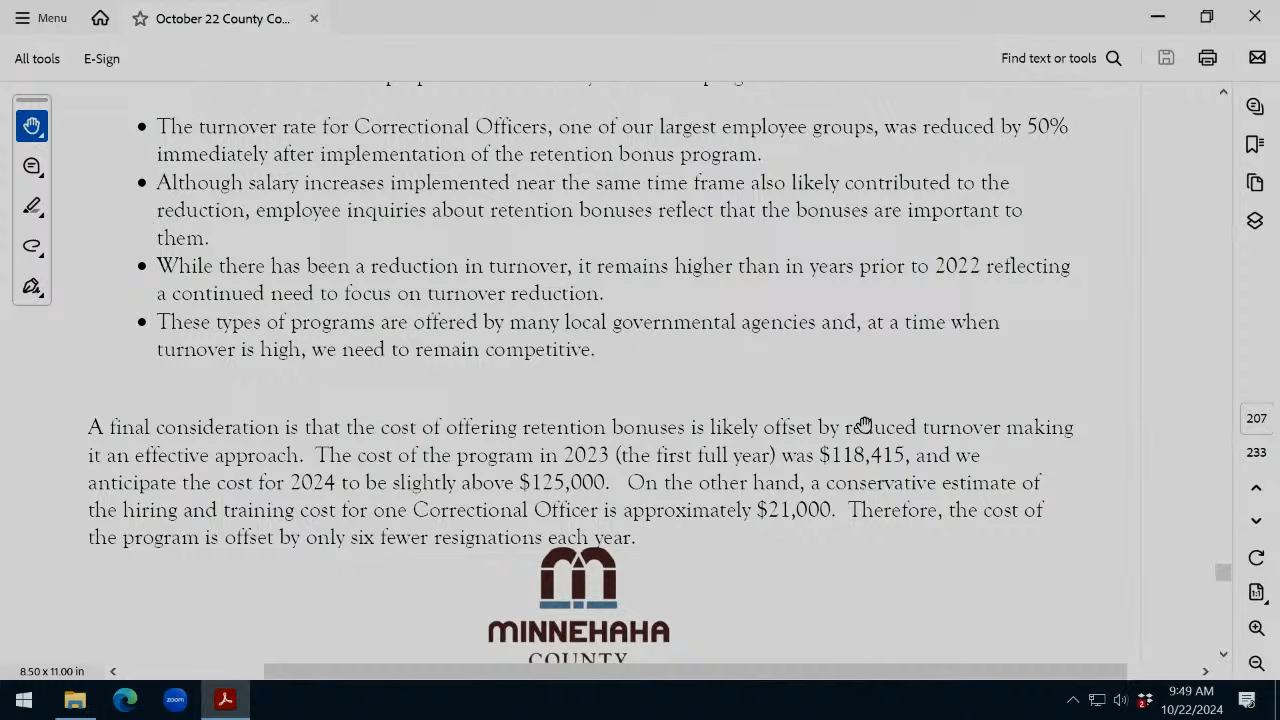 Menu
October 22 County Co...
All tools
E-Sign
Find text or tools
• The turnover rate for Correctional Officers, one of our largest employee groups, was reduced by 50%
immediately after implementation of the retention bonus program.
• Although salary increases implemented near the same time frame also likely contributed to the
reduction, employee inquiries about retention bonuses reflect that the bonuses are important to
them.
• While there has been a reduction in turnover, it remains higher than in years prior to 2022 reflecting
a continued need to focus on turnover reduction.
• These types of programs are offered by many local governmental agencies and, at a time when
turnover is high, we need to remain competitive.
A final consideration is that the cost of offering retention bonuses is likely offset by reduced turnover making
it an effective approach. The cost of the program in 2023 (the first full year) was $118,415, and we
anticipate the cost for 2024 to be slightly above $125,000. On the other hand, a conservative estimate of
the hiring and training cost for one Correctional Officer is approximately $21,000. Therefore, the cost of
the program is offset by only six fewer resignations each year.
MINNEHAHA
COUNTY
207
233
1:1
8.50 x 11.00 in
zoom
2
9:49 AM
10/22/2024